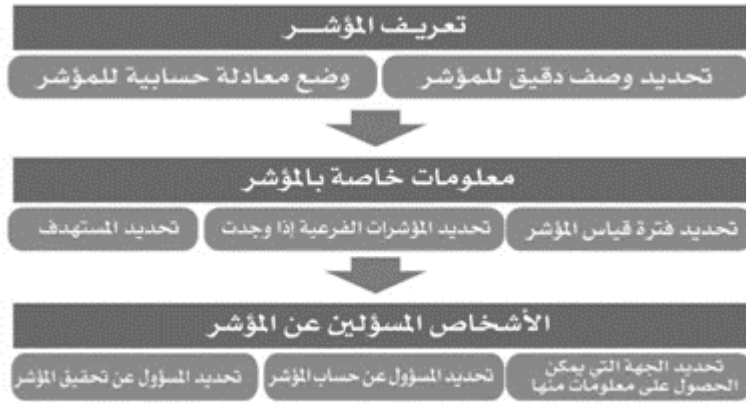 تعريف المؤشر
تحديد وصف دقيق للمؤشر
وضع معادلة حسابية للمؤشر
معلومات خاصة بالمؤشر
تحديد فترة قياس المؤشر
تحديد المؤشرات الفرعية إذا وجدت
تحديد المستهدف
الأشخاص المسؤلين عن المؤشر
تحديد الجهة التي يمكن
الحصول على معلومات منها
تحديد المسؤول عن حساب المؤشر
تحديد المسؤول عن تحقيق المؤشر